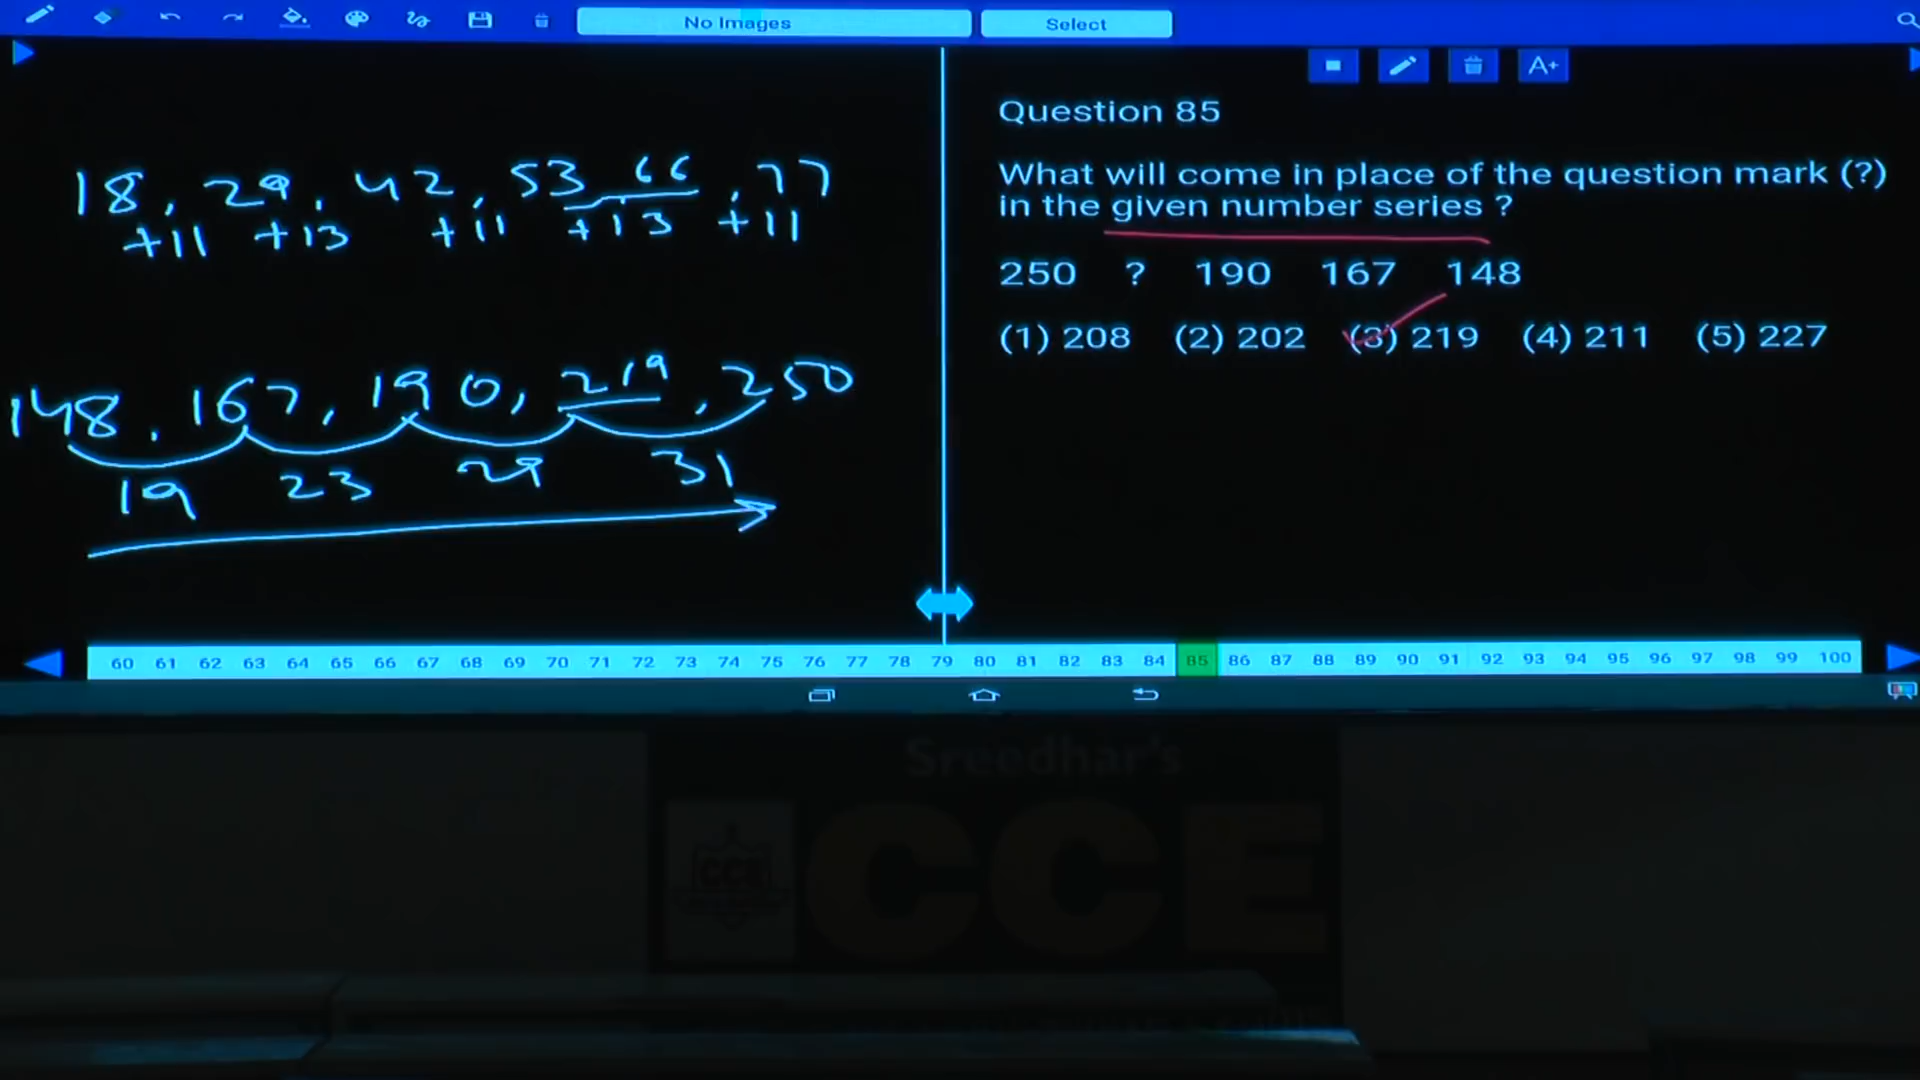 No Images
Select
A+
18, 29, 42, 53 66, 77
+11 +13 +11 +13 +11
148, 167, 190, 219, 250
19 23 29 31
Question 85
What will come in place of the question mark (?)
in the given number series ?
250 ? 190 167 148
(1) 208 (2) 202 (3) 219 (4) 211 (5) 227
60 61 62 63 64 65 66 67 68 69 70 71 72 73 74 75 76 77 78 79 80 81 82 83 84 85 86 87 88 89 90 91 92 93 94 95 96 97 98 99 100
Sreedhar's
CCE
CCE